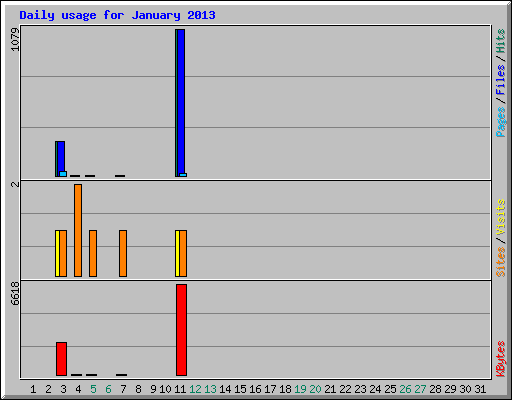 Daily usage for January 2013
1079
Pages / Files / Hits
2
Sites / Visits
6618
KBytes
1 2 3 4 5 6 7 8 9 10 11 12 13 14 15 16 17 18 19 20 21 22 23 24 25 26 27 28 29 30 31